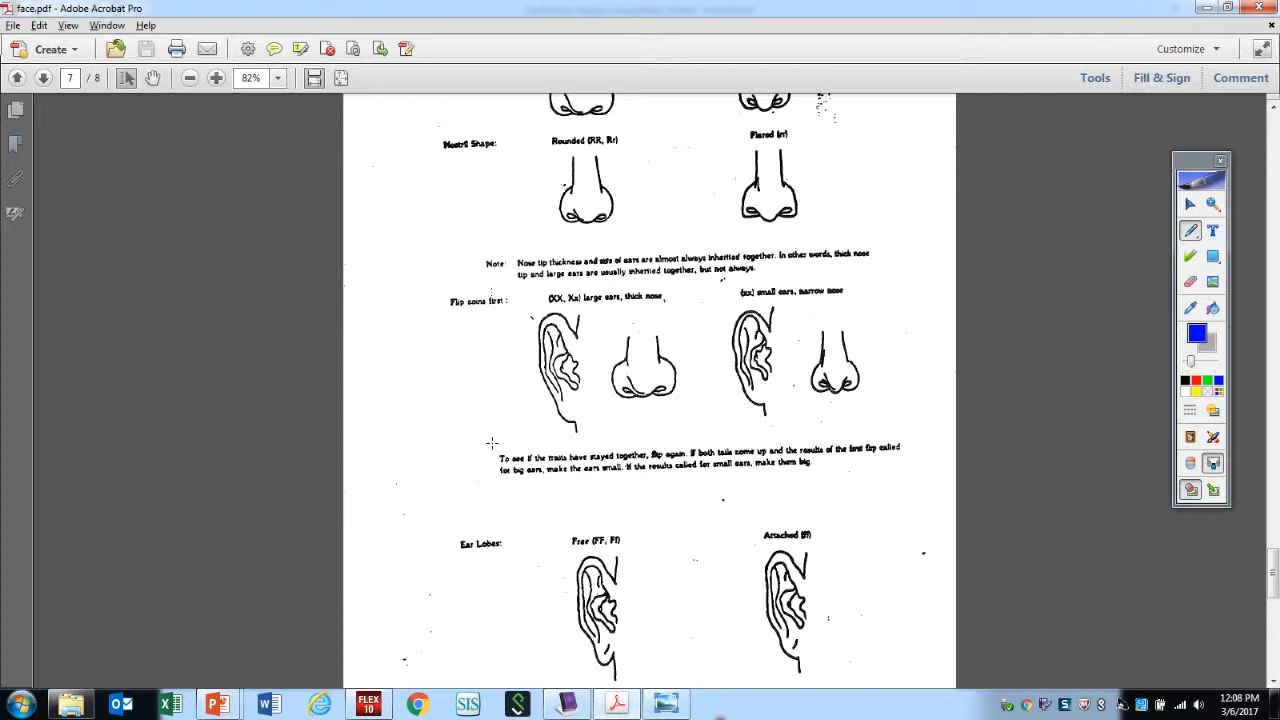 face.pdf - Adobe Acrobat Pro
File Edit View Window Help
Create Customize
7 / 8 82% Tools Fill & Sign Comment
Nostril Shape: Rounded (RR, Rr) Flared (rr)
Note: Nose tip thickness and size of ears are almost always inherited together. In other words, thick nose
tip and large ears are usually inherited together, but not always.
Flip coins first: (XX, Xx) large ears, thick nose (xx) small ears, narrow nose
To see if the traits have stayed together, flip again. If both tails come up and the results of the first flip called
for big ears, make the ears small. If the results called for small ears, make them big.
Ear Lobes: Free (FF, Ff) Attached (ff)
FLEX
10
SIS
12:08 PM
3/6/2017